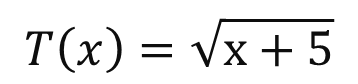 T(x) = √x + 5